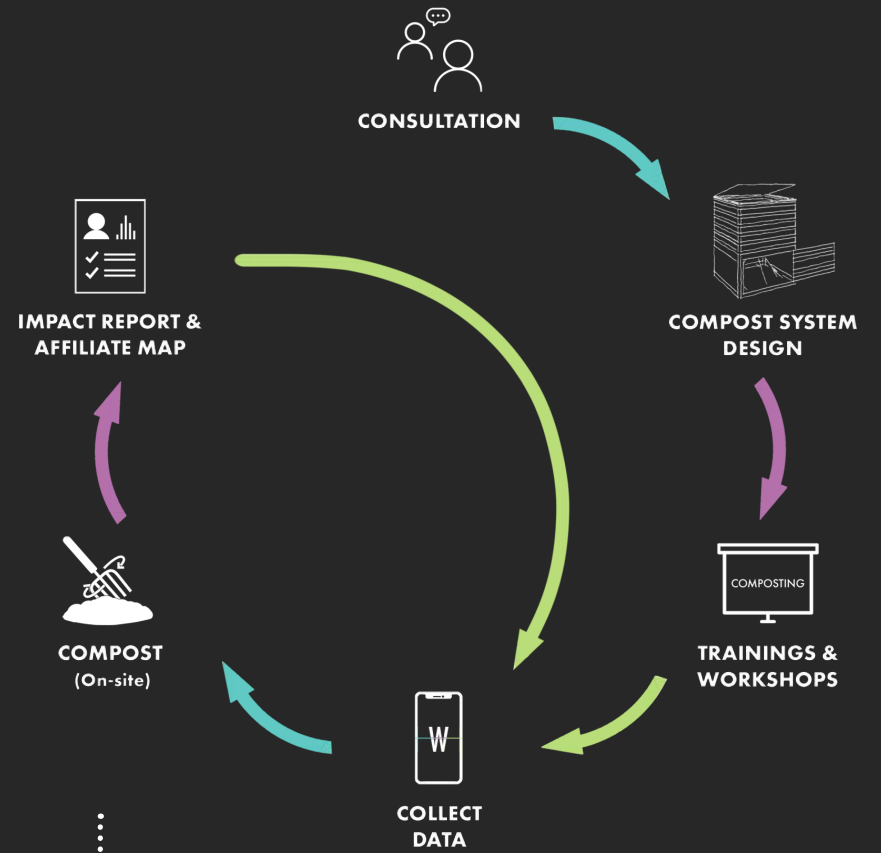 CONSULTATION
COMPOST SYSTEM
DESIGN
COMPOSTING
TRAININGS &
WORKSHOPS
W
COLLECT
DATA
COMPOST
(On-site)
IMPACT REPORT &
AFFILIATE MAP